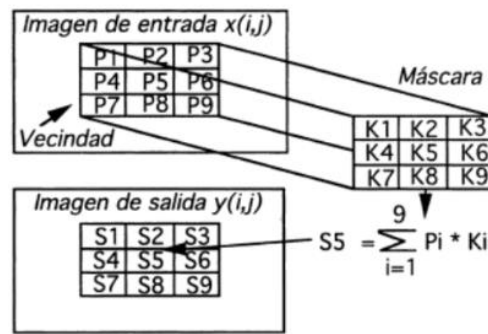 Imagen de entrada x(i,j)
P1 P2 P3
P4 P5 P6
P7 P8 P9
Vecindad
Máscara
K1 K2 K3
K4 K5 K6
K7 K8 K9
Imagen de salida y(i,j)
S1 S2 S3
S4 S5 S6
S7 S8 S9
9
S5 = ∑ Pi * Ki
i=1